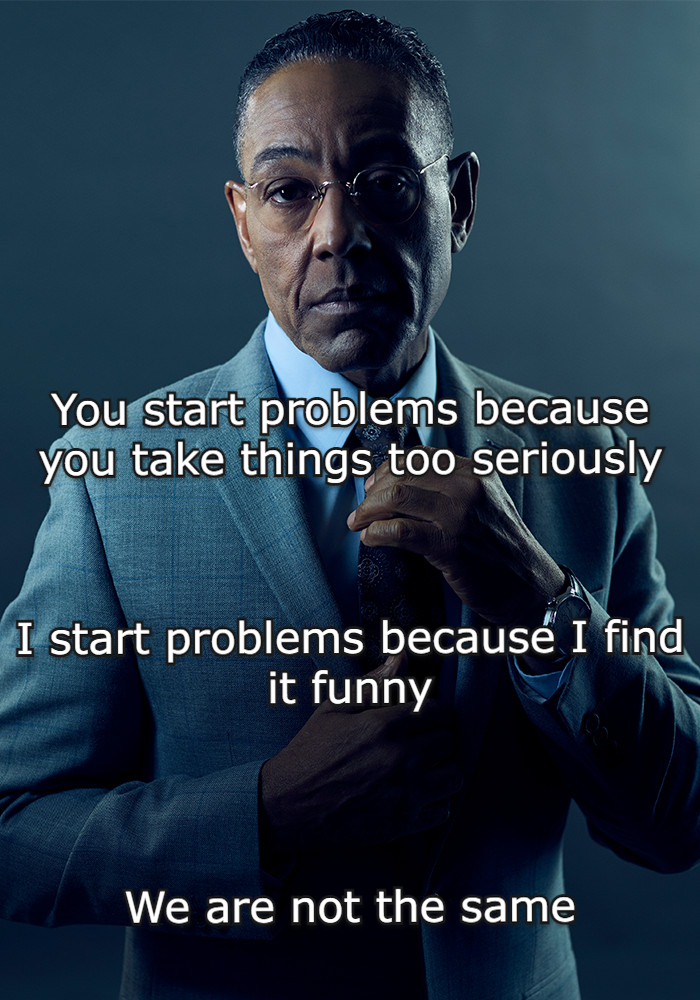 You start problems because
you take things too seriously
I start problems because I find
it funny
We are not the same